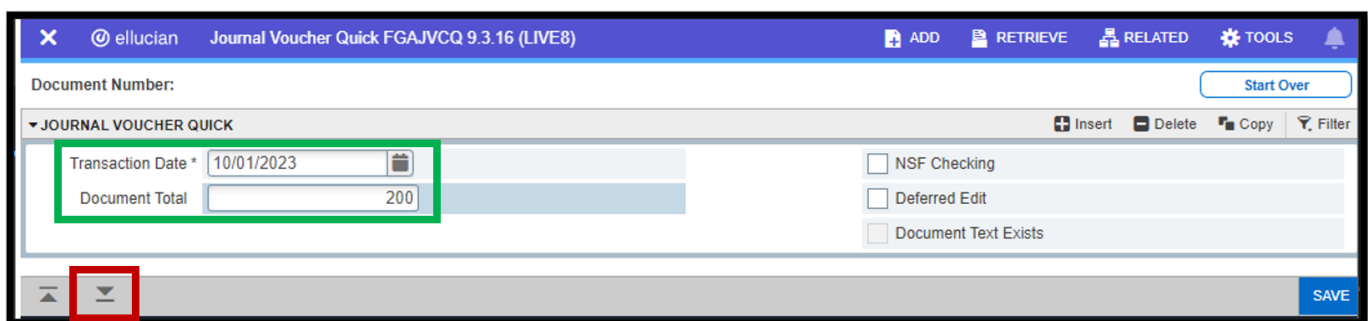 ellucian Journal Voucher Quick FGAJVCQ 9.3.16 (LIVE8) ADD RETRIEVE RELATED TOOLS
Document Number: Start Over
JOURNAL VOUCHER QUICK Insert Delete Copy Filter
Transaction Date * 10/01/2023 NSF Checking
Document Total 200 Deferred Edit
Document Text Exists
SAVE